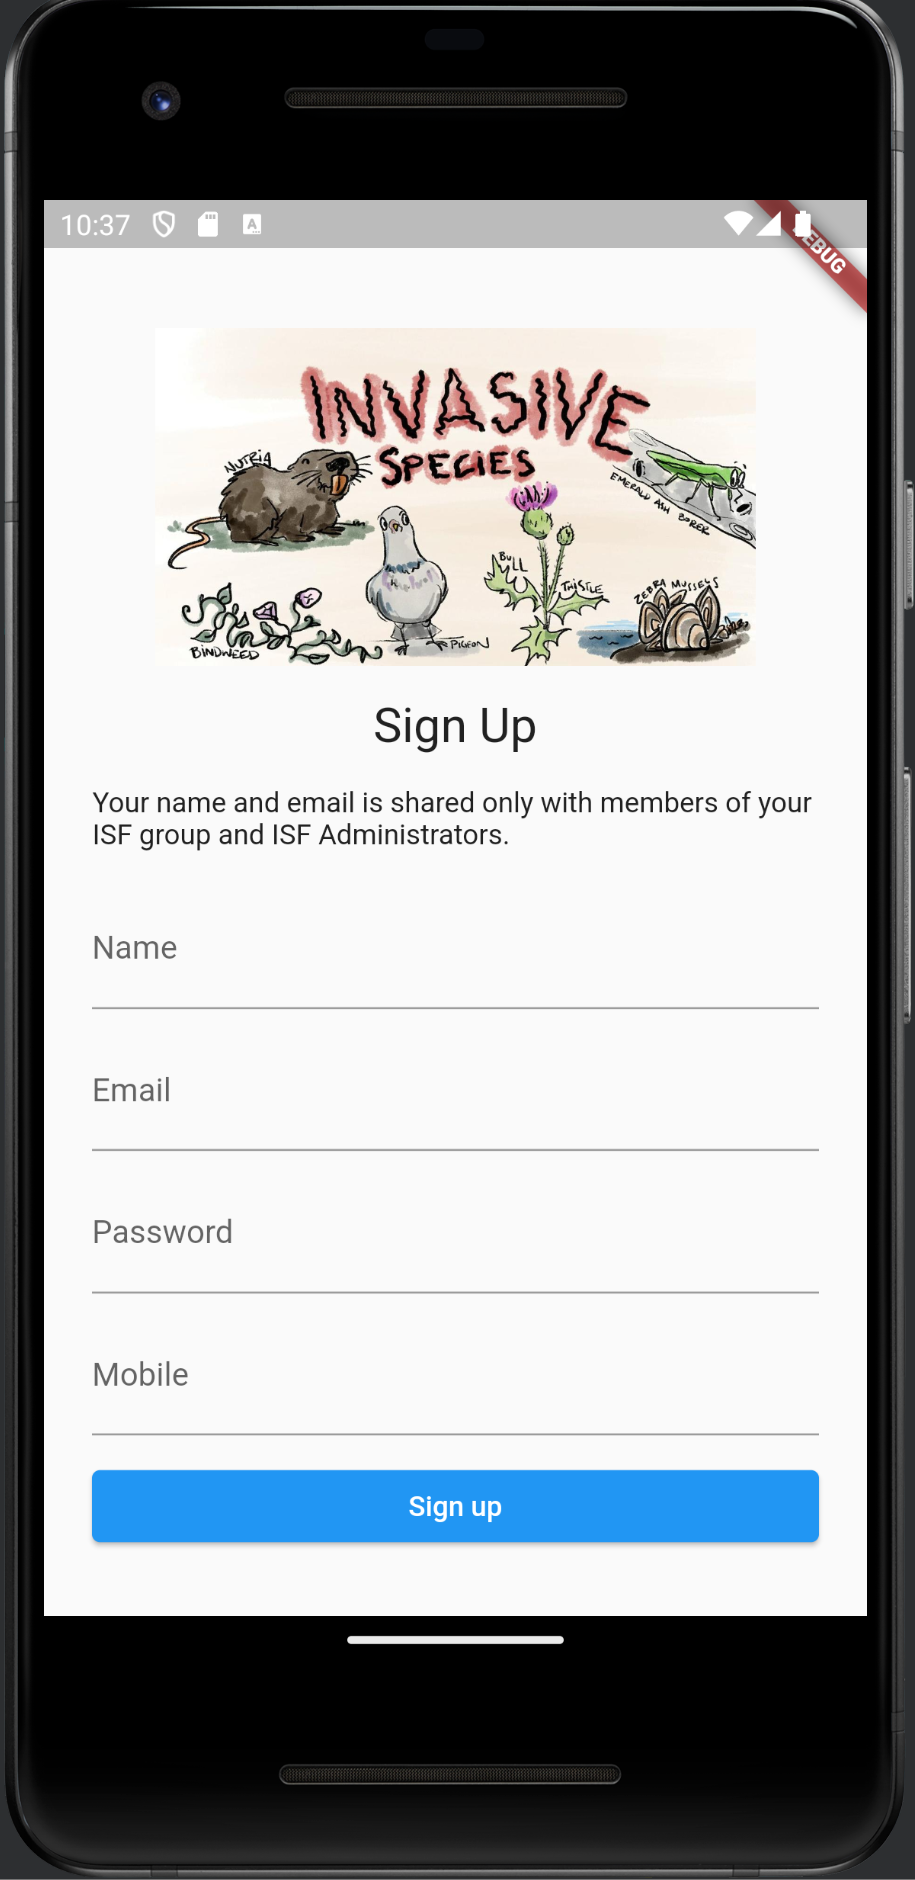 10:37
A
DEBUG
INVASIVE
SPECIES
NUTRIA
EMERALD ASH BORER
BULL
THISTLE
ZEBRA MUSSELS
BINDWEED
PIGEON
Sign Up
Your name and email is shared only with members of your
ISF group and ISF Administrators.
Name
Email
Password
Mobile
Sign up